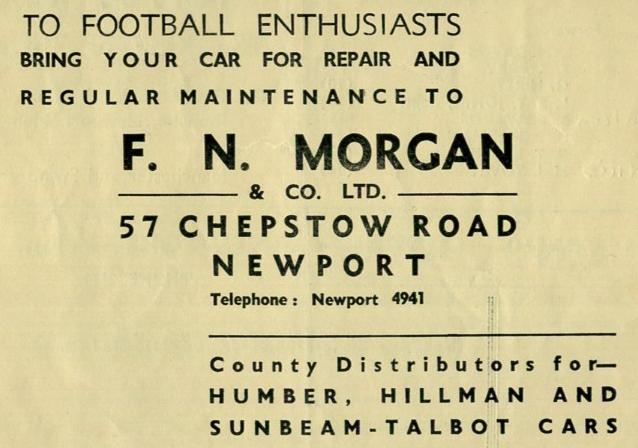 TO FOOTBALL ENTHUSIASTS
BRING YOUR CAR FOR REPAIR AND
REGULAR MAINTENANCE TO
F. N. MORGAN
& CO. LTD.
57 CHEPSTOW ROAD
NEWPORT
Telephone : Newport 4941
County Distributors for—
HUMBER, HILLMAN AND
SUNBEAM-TALBOT CARS